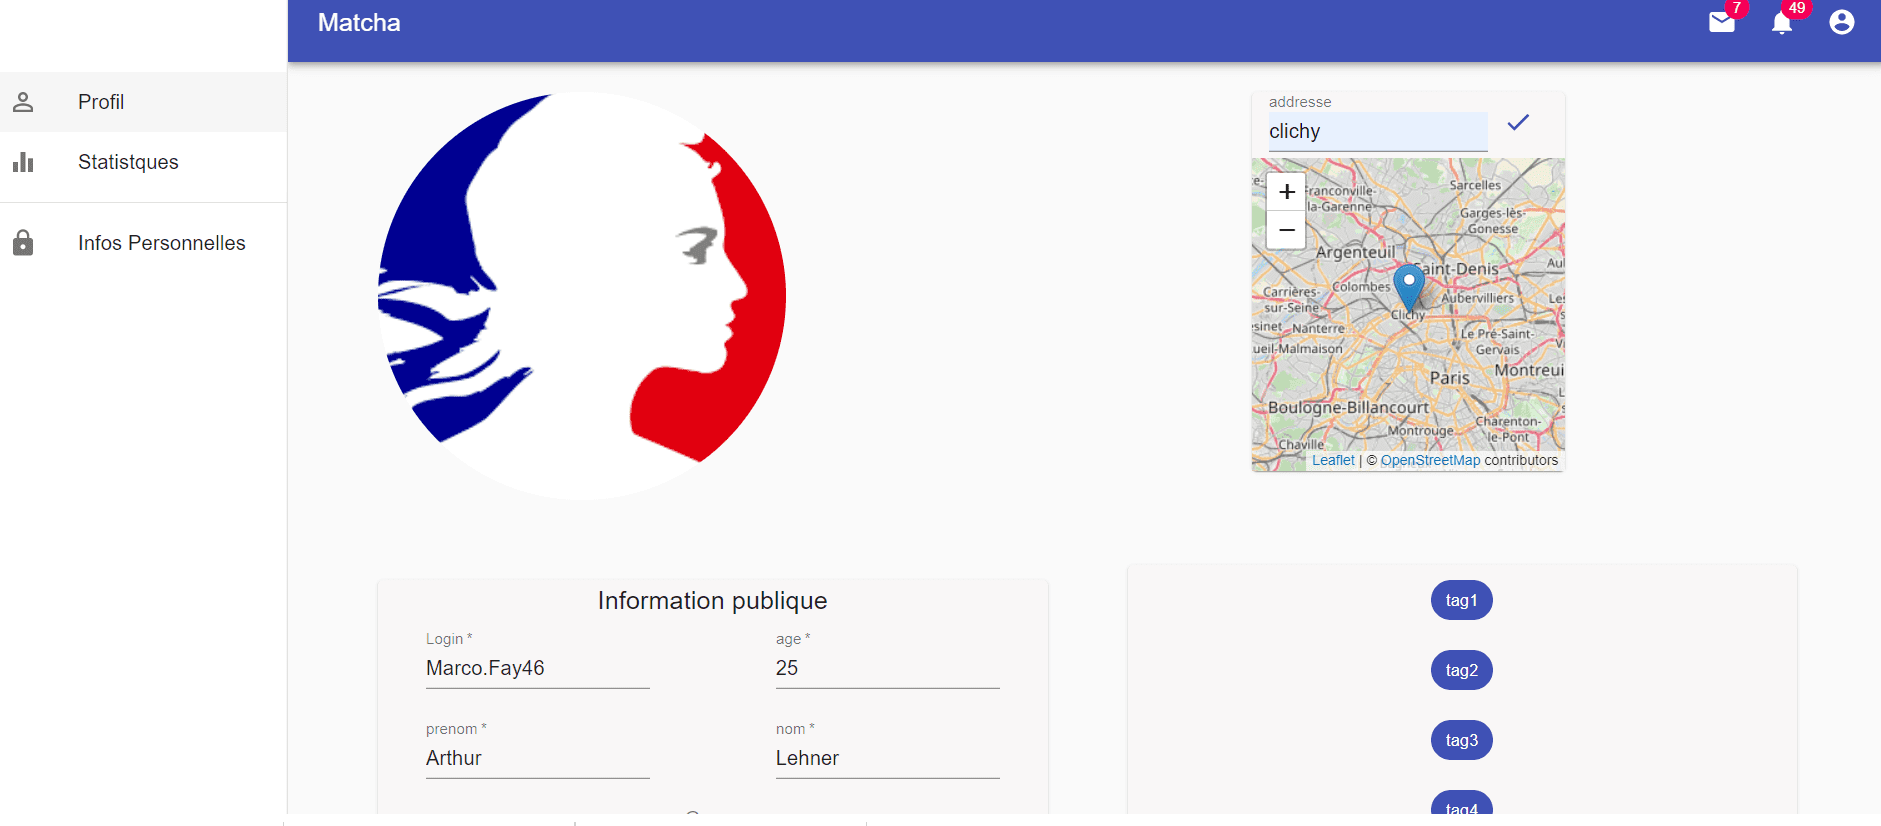 Matcha
7
49
Profil
Statistques
Infos Personnelles
addresse
clichy
+
−
Franconville-
la-Garenne
Sarcelles
Garges-lès-
Gonesse
Argenteuil
Saint-Denis
Colombes
Carrières-
sur-Seine
Aubervilliers
Clichy
Nanterre
Le Pré-Saint-
Gervais
ueil-Malmaison
Paris
Montreui
Boulogne-Billancourt
Montrouge
Charenton-
le-Pont
Chaville
Leaflet | © OpenStreetMap contributors
Information publique
Login *
age *
Marco.Fay46
25
prenom *
nom *
Arthur
Lehner
tag1
tag2
tag3
tag4